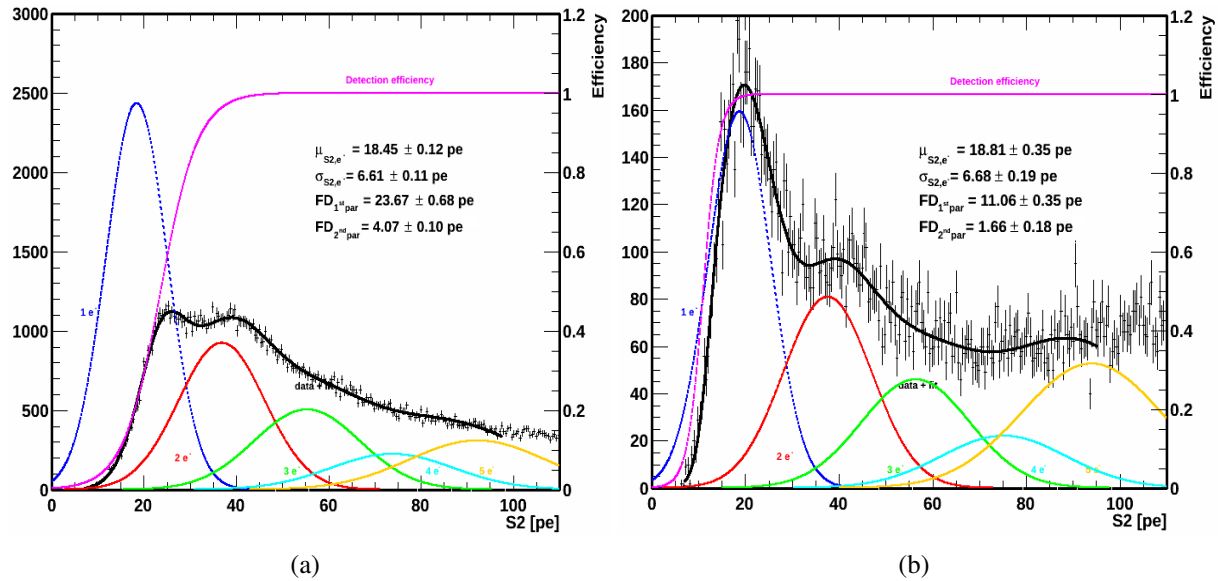 3000
2500
2000
1500
1000
500
0
0 20 40 60 80 100
S2 [pe]
1.2
1
0.8
0.6
0.4
0.2
0
Efficiency
Detection efficiency
μS2,e- = 18.45 ± 0.12 pe
σS2,e- = 6.61 ± 0.11 pe
FD1st par = 23.67 ± 0.68 pe
FD2nd par = 4.07 ± 0.10 pe
1 e-
data + fit
2 e-
3 e-
4 e-
5 e-
(a)
200
180
160
140
120
100
80
60
40
20
0
0 20 40 60 80 100
S2 [pe]
1.2
1
0.8
0.6
0.4
0.2
0
Efficiency
Detection efficiency
μS2,e- = 18.81 ± 0.35 pe
σS2,e- = 6.68 ± 0.19 pe
FD1st par = 11.06 ± 0.35 pe
FD2nd par = 1.66 ± 0.18 pe
1 e-
data + fit
2 e-
3 e-
4 e-
5 e-
(b)